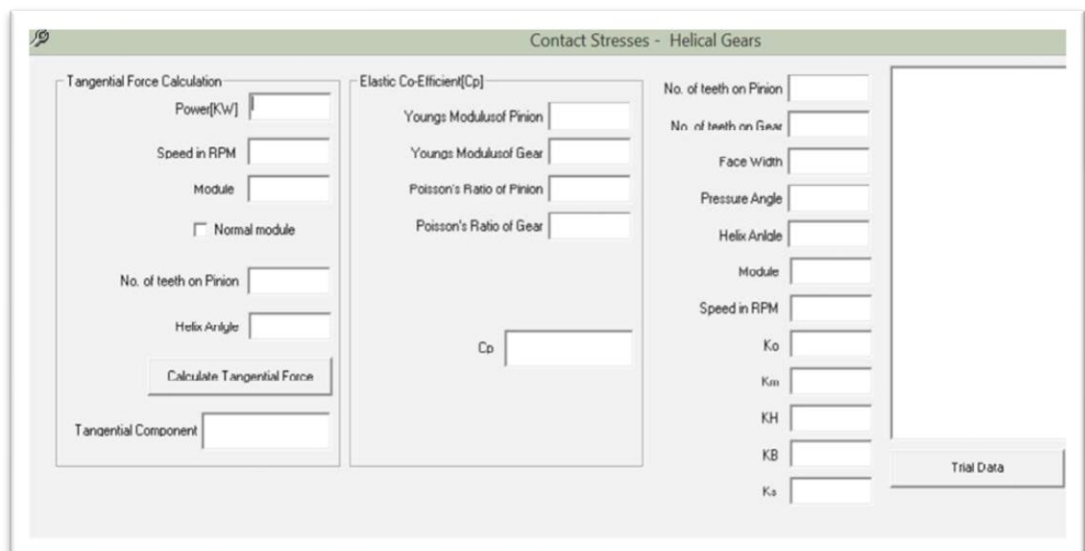 Contact Stresses - Helical Gears
Tangential Force Calculation
Power[KW]
Speed in RPM
Module
Normal module
No. of teeth on Pinion
Helix Anlgle
Calculate Tangential Force
Tangential Component
Elastic Co-Efficient[Cp]
Youngs Modulusof Pinion
Youngs Modulusof Gear
Poisson's Ratio of Pinion
Poisson's Ratio of Gear
Cp
No. of teeth on Pinion
No. of teeth on Gear
Face Width
Pressure Angle
Helix Anlgle
Module
Speed in RPM
Ko
Km
KH
KB
Ks
Trial Data